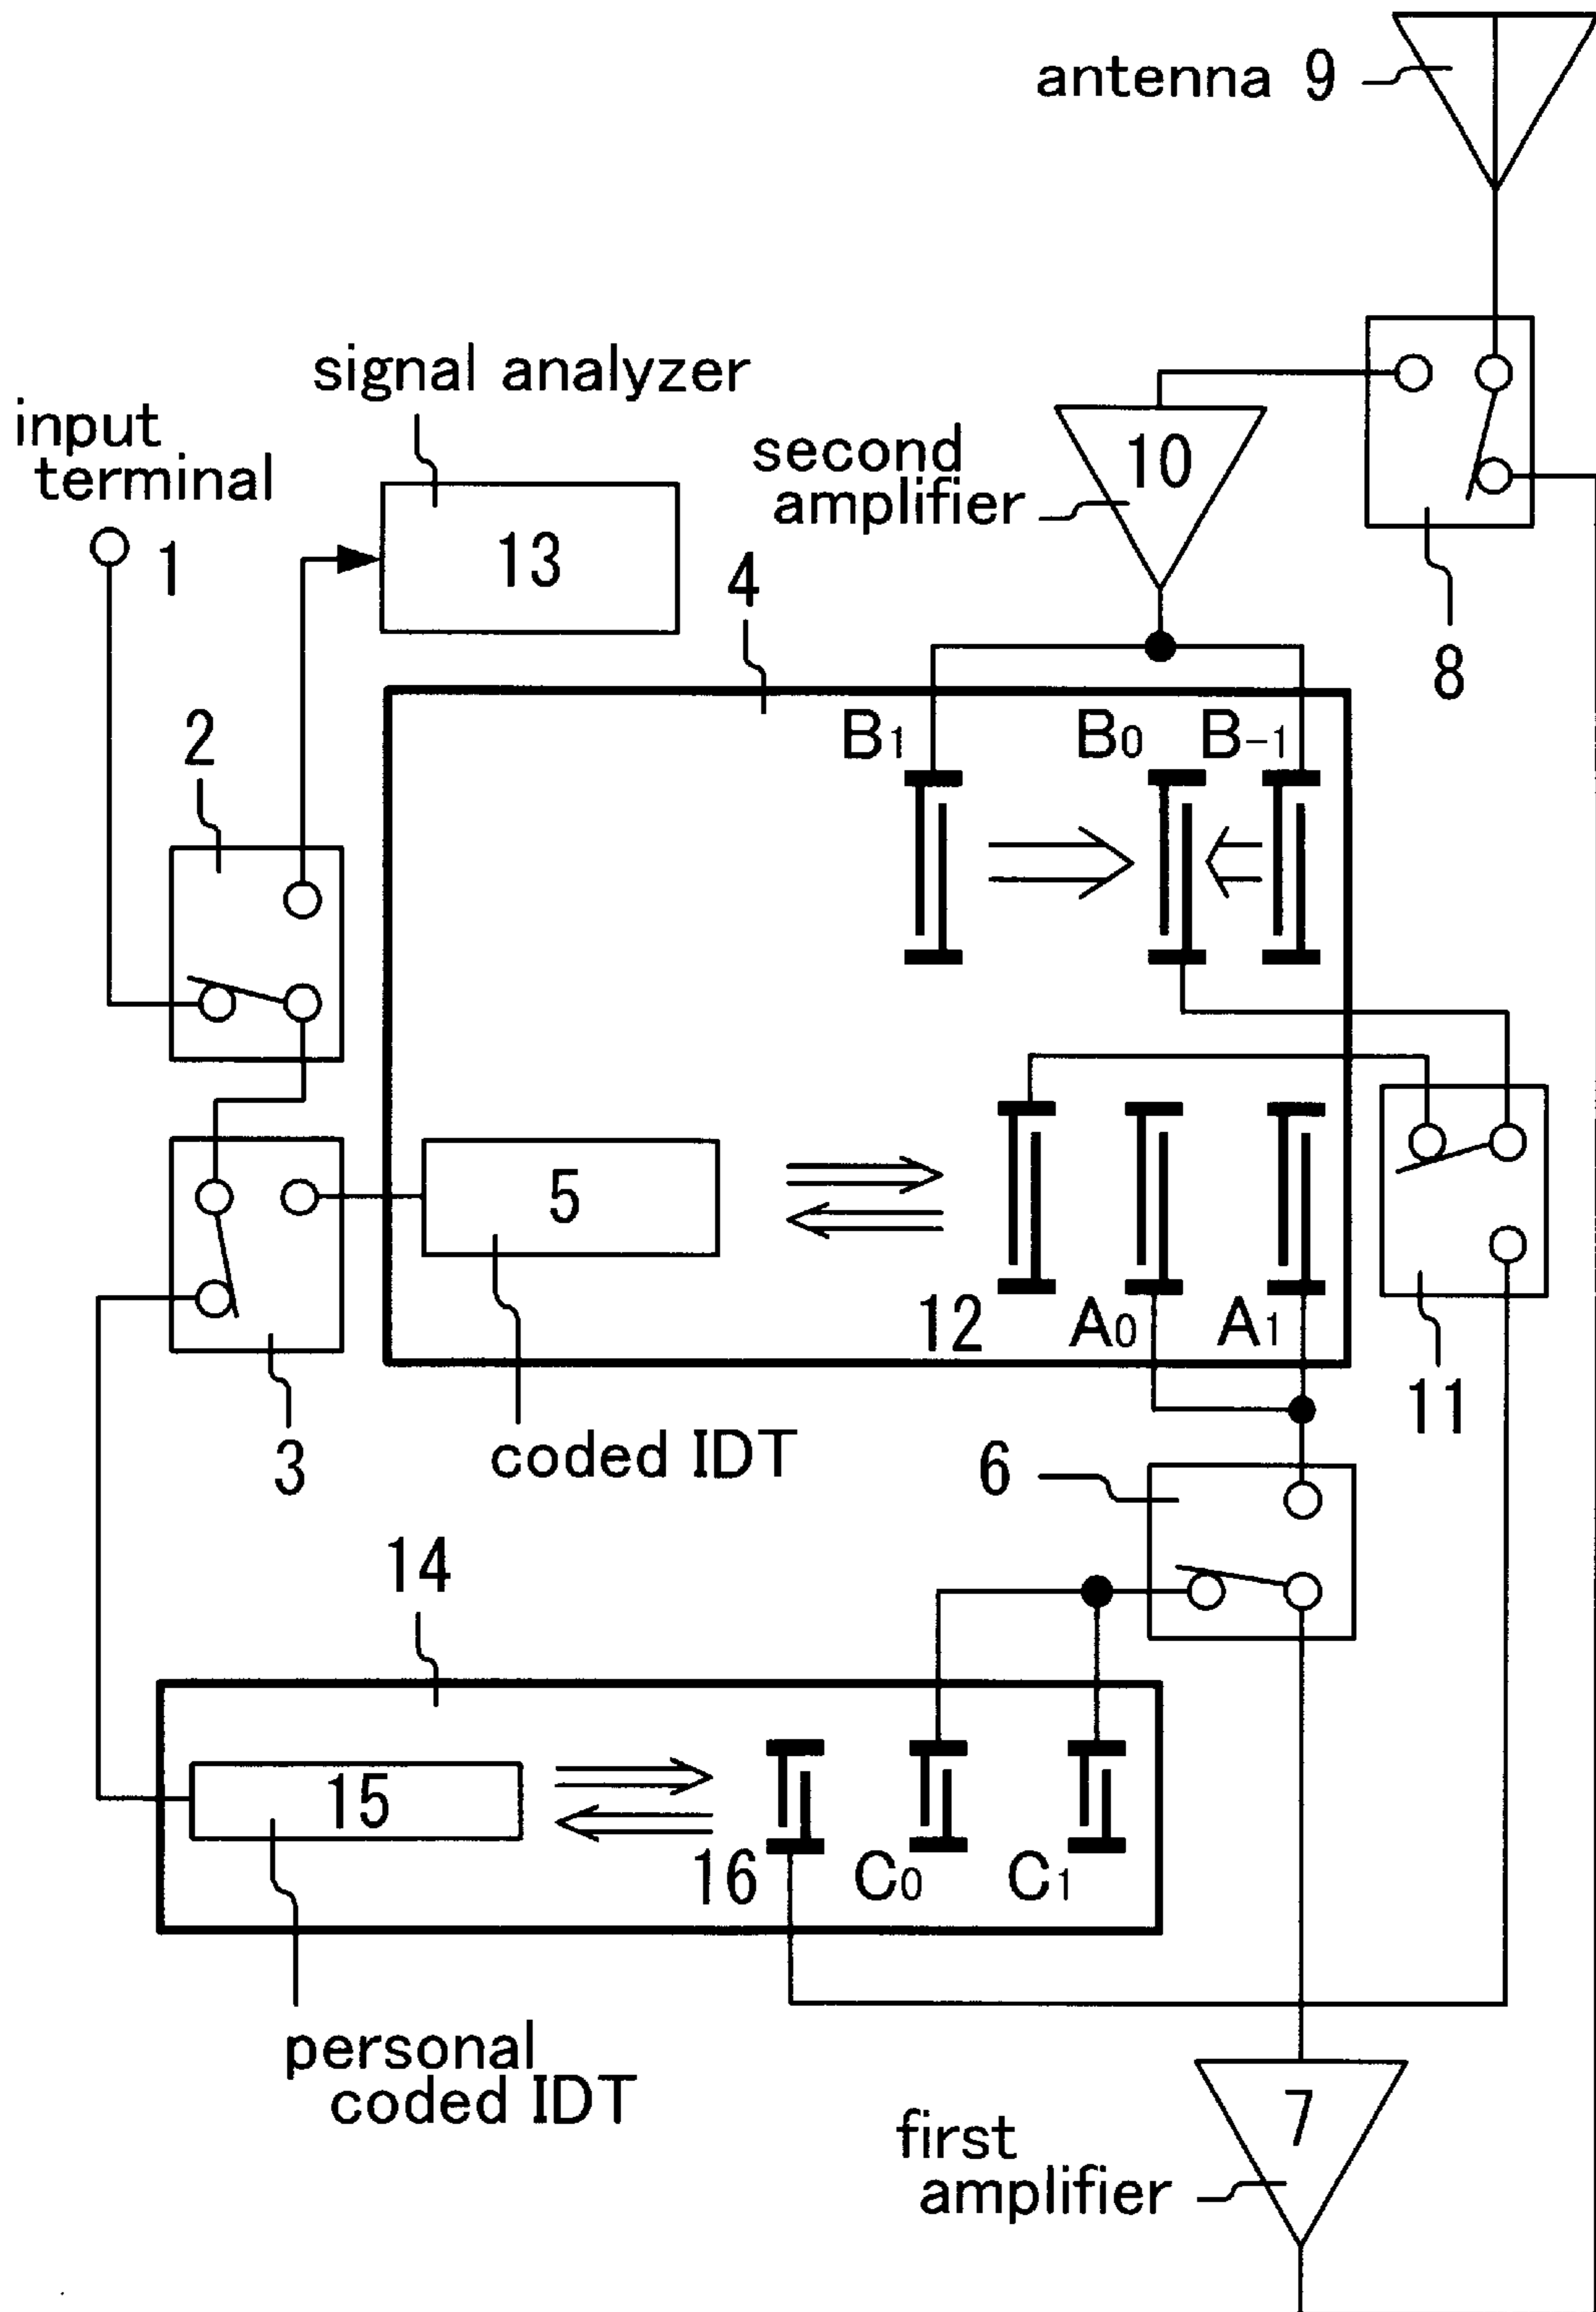 antenna 9
signal analyzer
input
terminal
1
13
second
amplifier
10
8
4
2
B1
B0
B-1
5
12
A0
A1
11
3
coded IDT
6
14
15
16
C0
C1
personal
coded IDT
7
first
amplifier